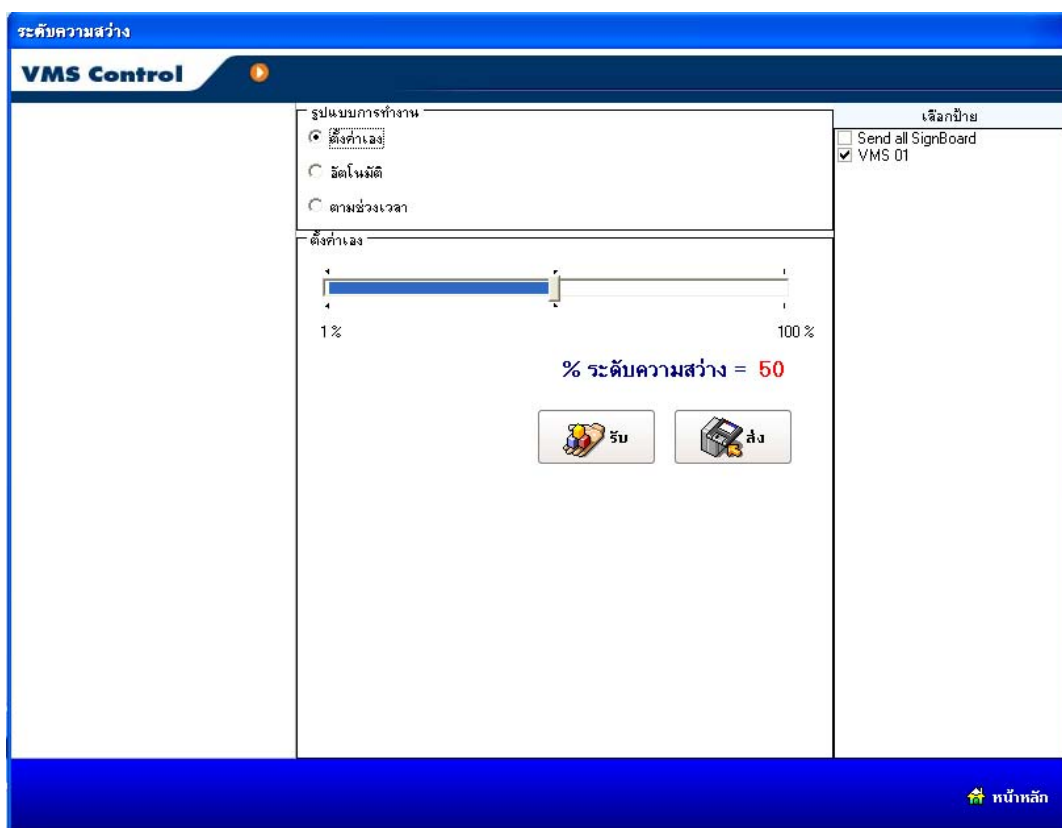 ระดับความสว่าง
VMS Control
รูปแบบการทำงาน
ตั้งค่าเอง
อัตโนมัติ
ตามช่วงเวลา
เลือกป้าย
Send all SignBoard
VMS 01
ตั้งค่าเอง
1 % 100 %
% ระดับความสว่าง = 50
รับ ส่ง
หน้าหลัก